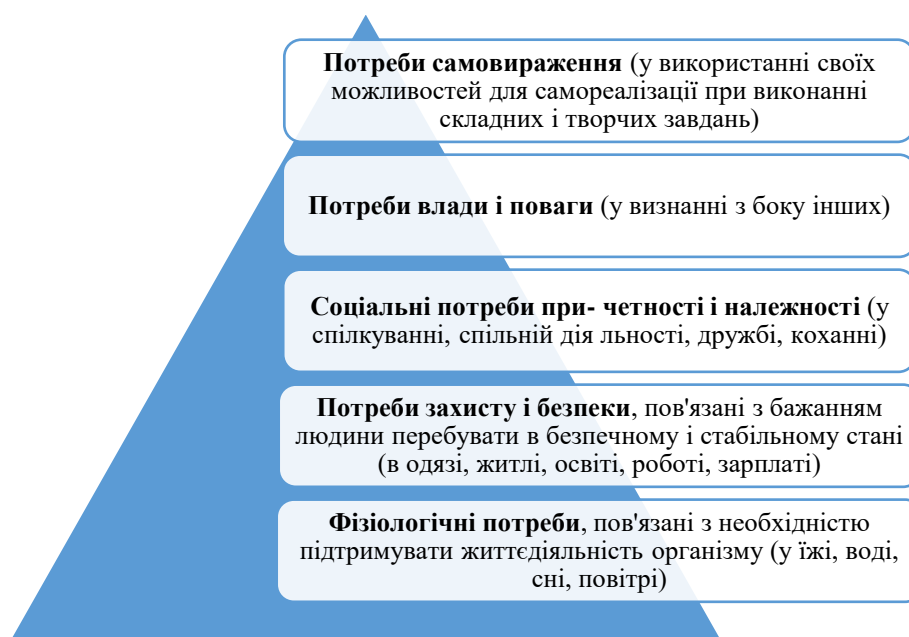 Потреби самовираження (у використанні своїх
можливостей для самореалізації при виконанні
складних і творчих завдань)
Потреби влади і поваги (у визнанні з боку інших)
Соціальні потреби при- четності і належності (у
спілкуванні, спільній дія льності, дружбі, коханні)
Потреби захисту і безпеки, пов'язані з бажанням
людини перебувати в безпечному і стабільному стані
(в одязі, житлі, освіті, роботі, зарплаті)
Фізіологічні потреби, пов'язані з необхідністю
підтримувати життєдіяльність організму (у їжі, воді,
сні, повітрі)